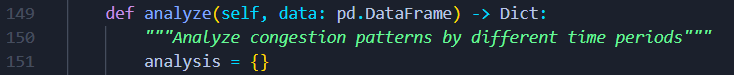 149 def analyze(self, data: pd.DataFrame) -> Dict:
150 """Analyze congestion patterns by different time periods"""
151 analysis = {}